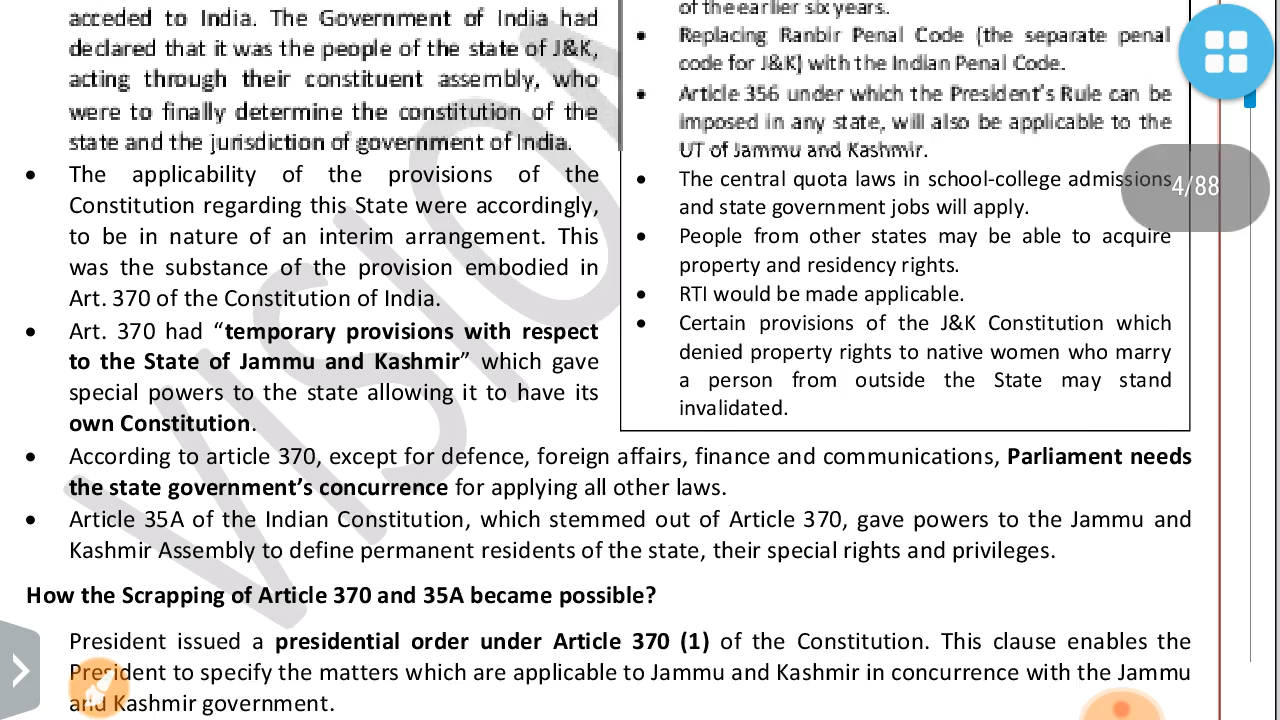 acceded to India. The Government of India had
declared that it was the people of the state of J&K,
acting through their constituent assembly, who
were to finally determine the constitution of the
state and the jurisdiction of government of India.
• The applicability of the provisions of the
Constitution regarding this State were accordingly,
to be in nature of an interim arrangement. This
was the substance of the provision embodied in
Art. 370 of the Constitution of India.
• Art. 370 had “temporary provisions with respect
to the State of Jammu and Kashmir” which gave
special powers to the state allowing it to have its
own Constitution.
of the earlier six years.
• Replacing Ranbir Penal Code (the separate penal
code for J&K) with the Indian Penal Code.
• Article 356 under which the President's Rule can be
imposed in any state, will also be applicable to the
UT of Jammu and Kashmir.
• The central quota laws in school-college admissions
and state government jobs will apply.
• People from other states may be able to acquire
property and residency rights.
• RTI would be made applicable.
• Certain provisions of the J&K Constitution which
denied property rights to native women who marry
a person from outside the State may stand
invalidated.
4/88
• According to article 370, except for defence, foreign affairs, finance and communications, Parliament needs
the state government’s concurrence for applying all other laws.
• Article 35A of the Indian Constitution, which stemmed out of Article 370, gave powers to the Jammu and
Kashmir Assembly to define permanent residents of the state, their special rights and privileges.
How the Scrapping of Article 370 and 35A became possible?
President issued a presidential order under Article 370 (1) of the Constitution. This clause enables the
President to specify the matters which are applicable to Jammu and Kashmir in concurrence with the Jammu
and Kashmir government.
VISION